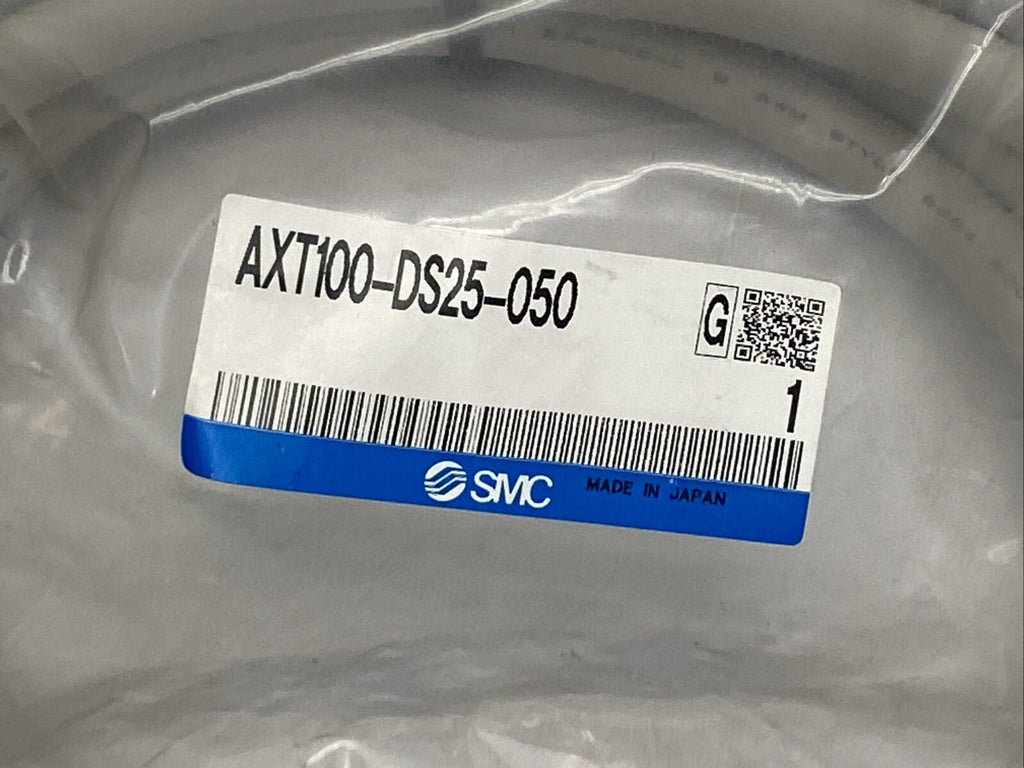 AXT100-DS25-050
G
1
SMC MADE IN JAPAN